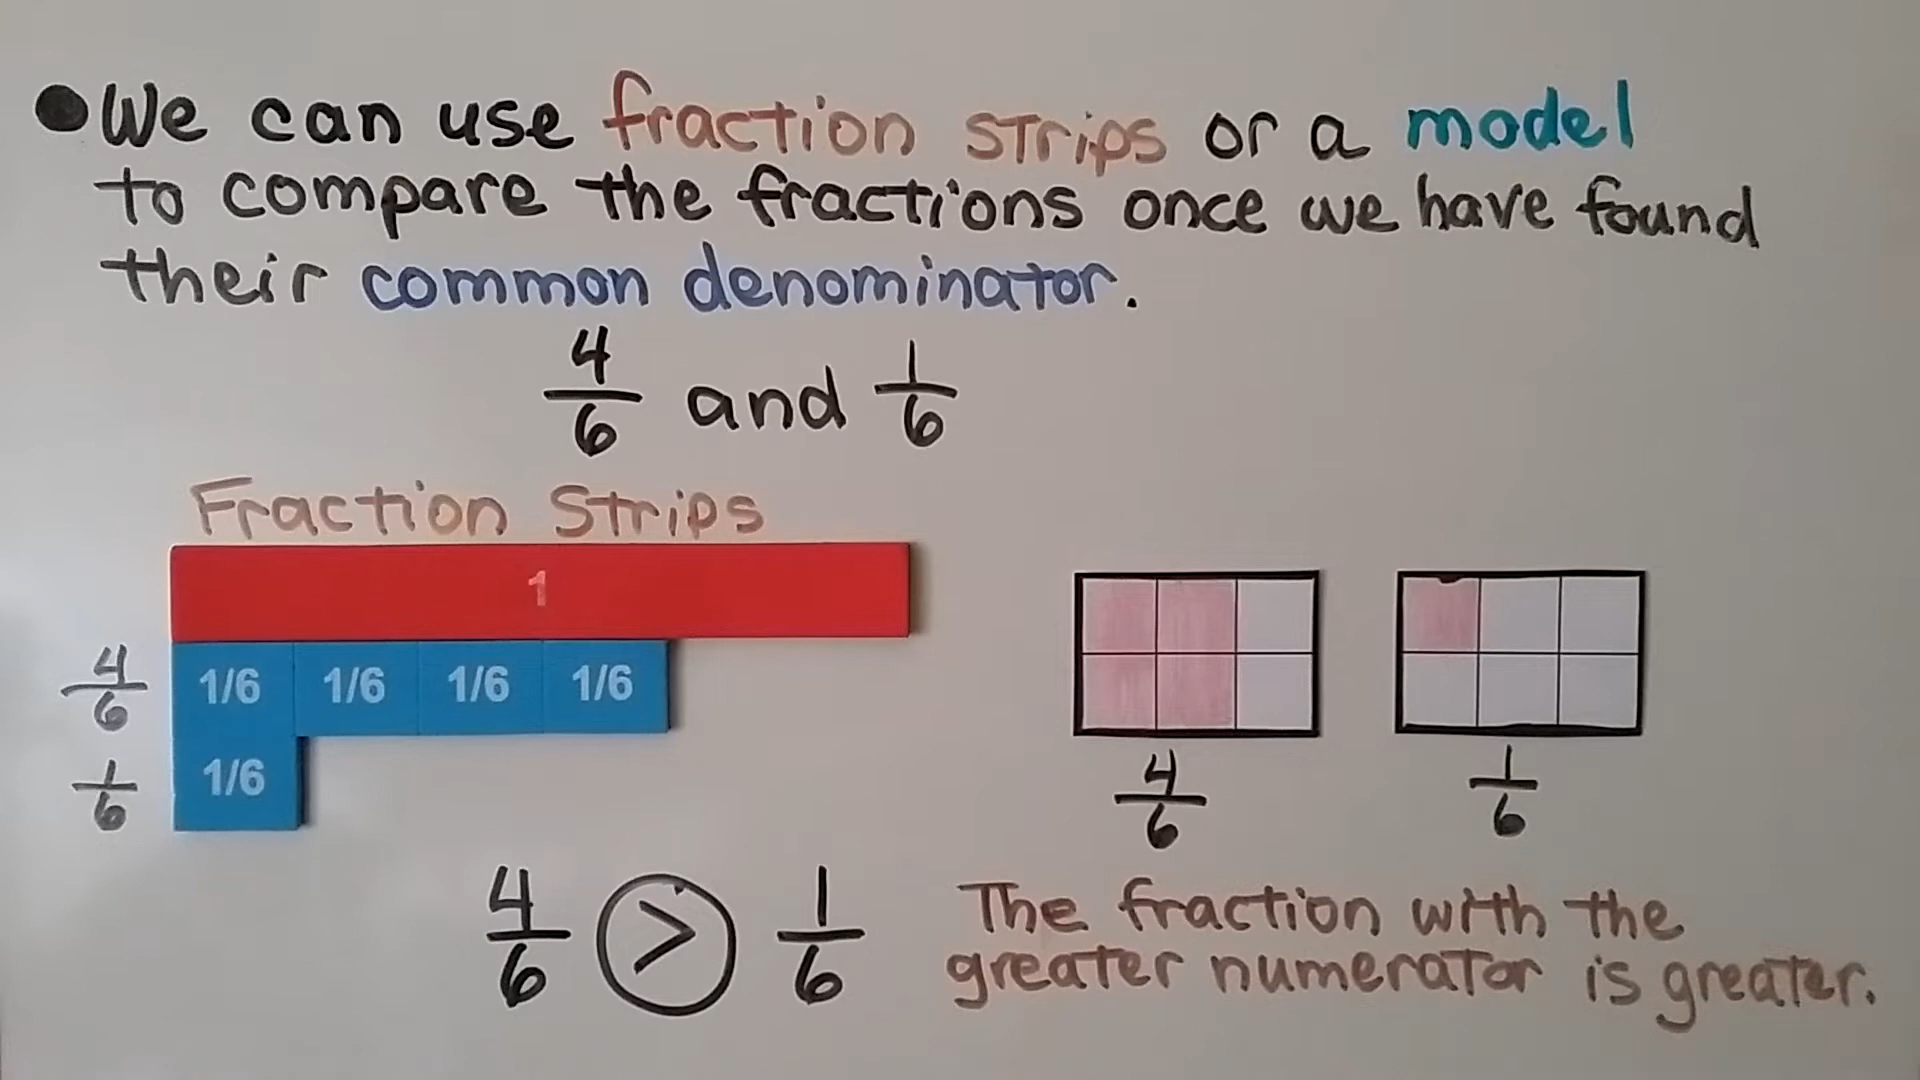 ●We can use fraction strips or a model
to compare the fractions once we have found
their common denominator.
4/6 and 1/6
Fraction Strips
1
4/6 1/6 1/6 1/6 1/6
1/6 1/6
4/6 1/6
4/6 > 1/6
The fraction with the
greater numerator is greater.